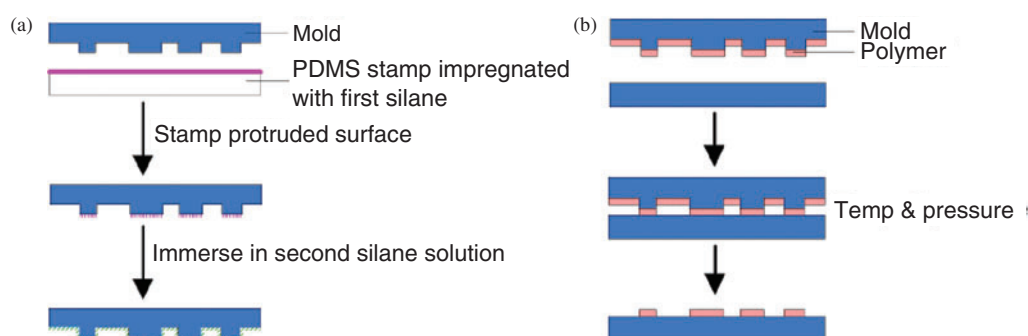 (a)
Mold
PDMS stamp impregnated
with first silane
Stamp protruded surface
Immerse in second silane solution
(b)
Mold
Polymer
Temp & pressure